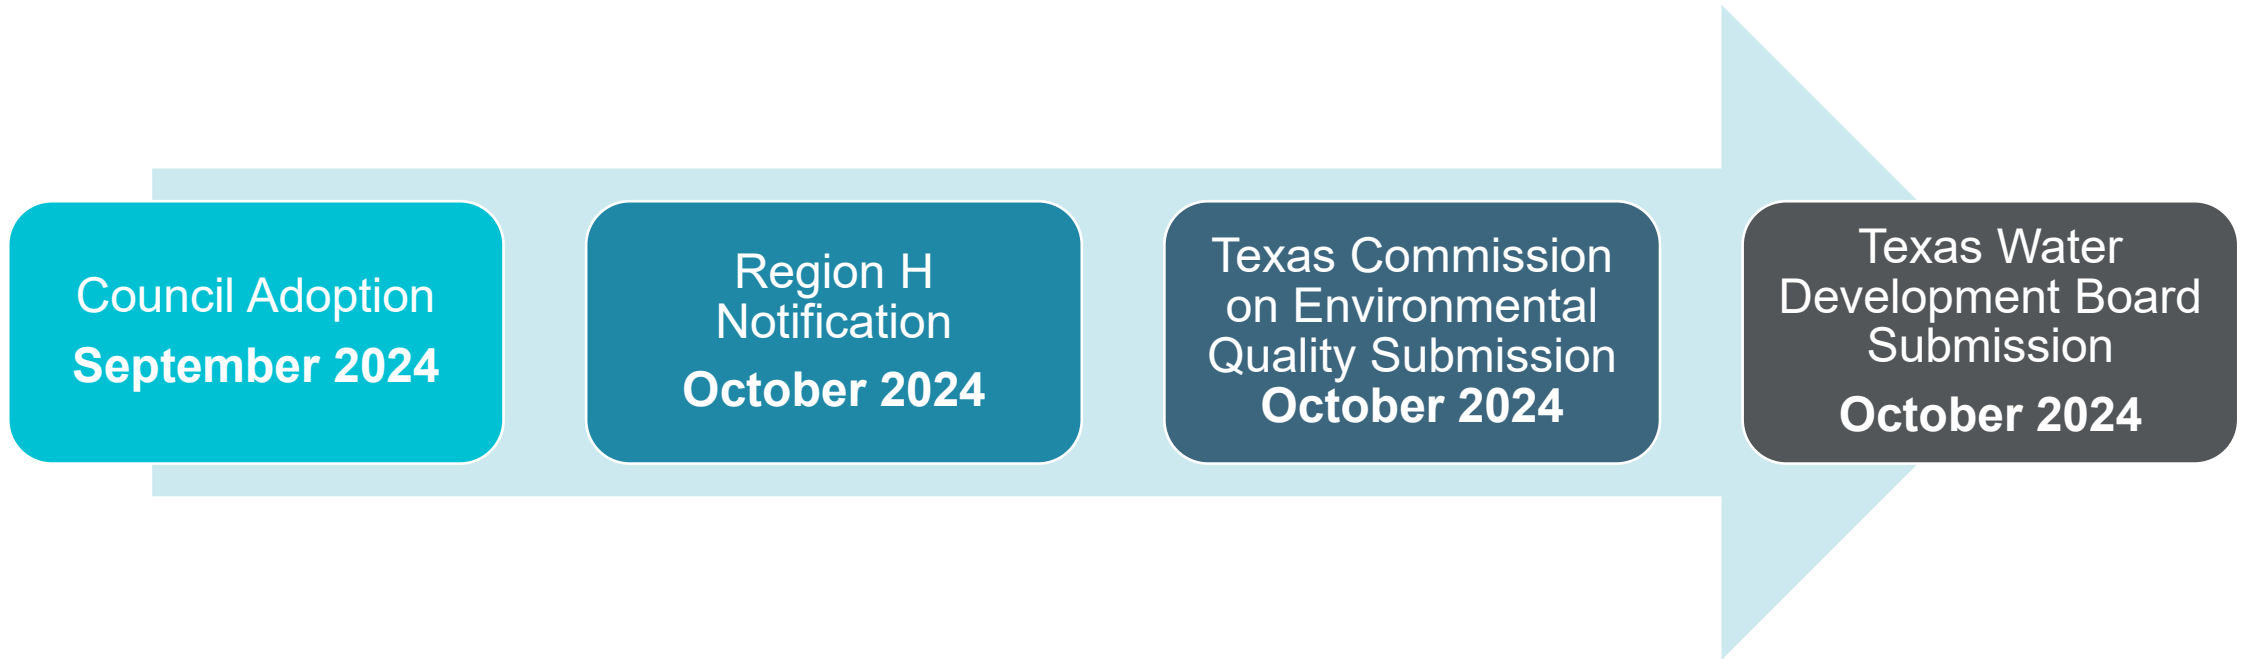 Council Adoption
September 2024
Region H
Notification
October 2024
Texas Commission
on Environmental
Quality Submission
October 2024
Texas Water
Development Board
Submission
October 2024